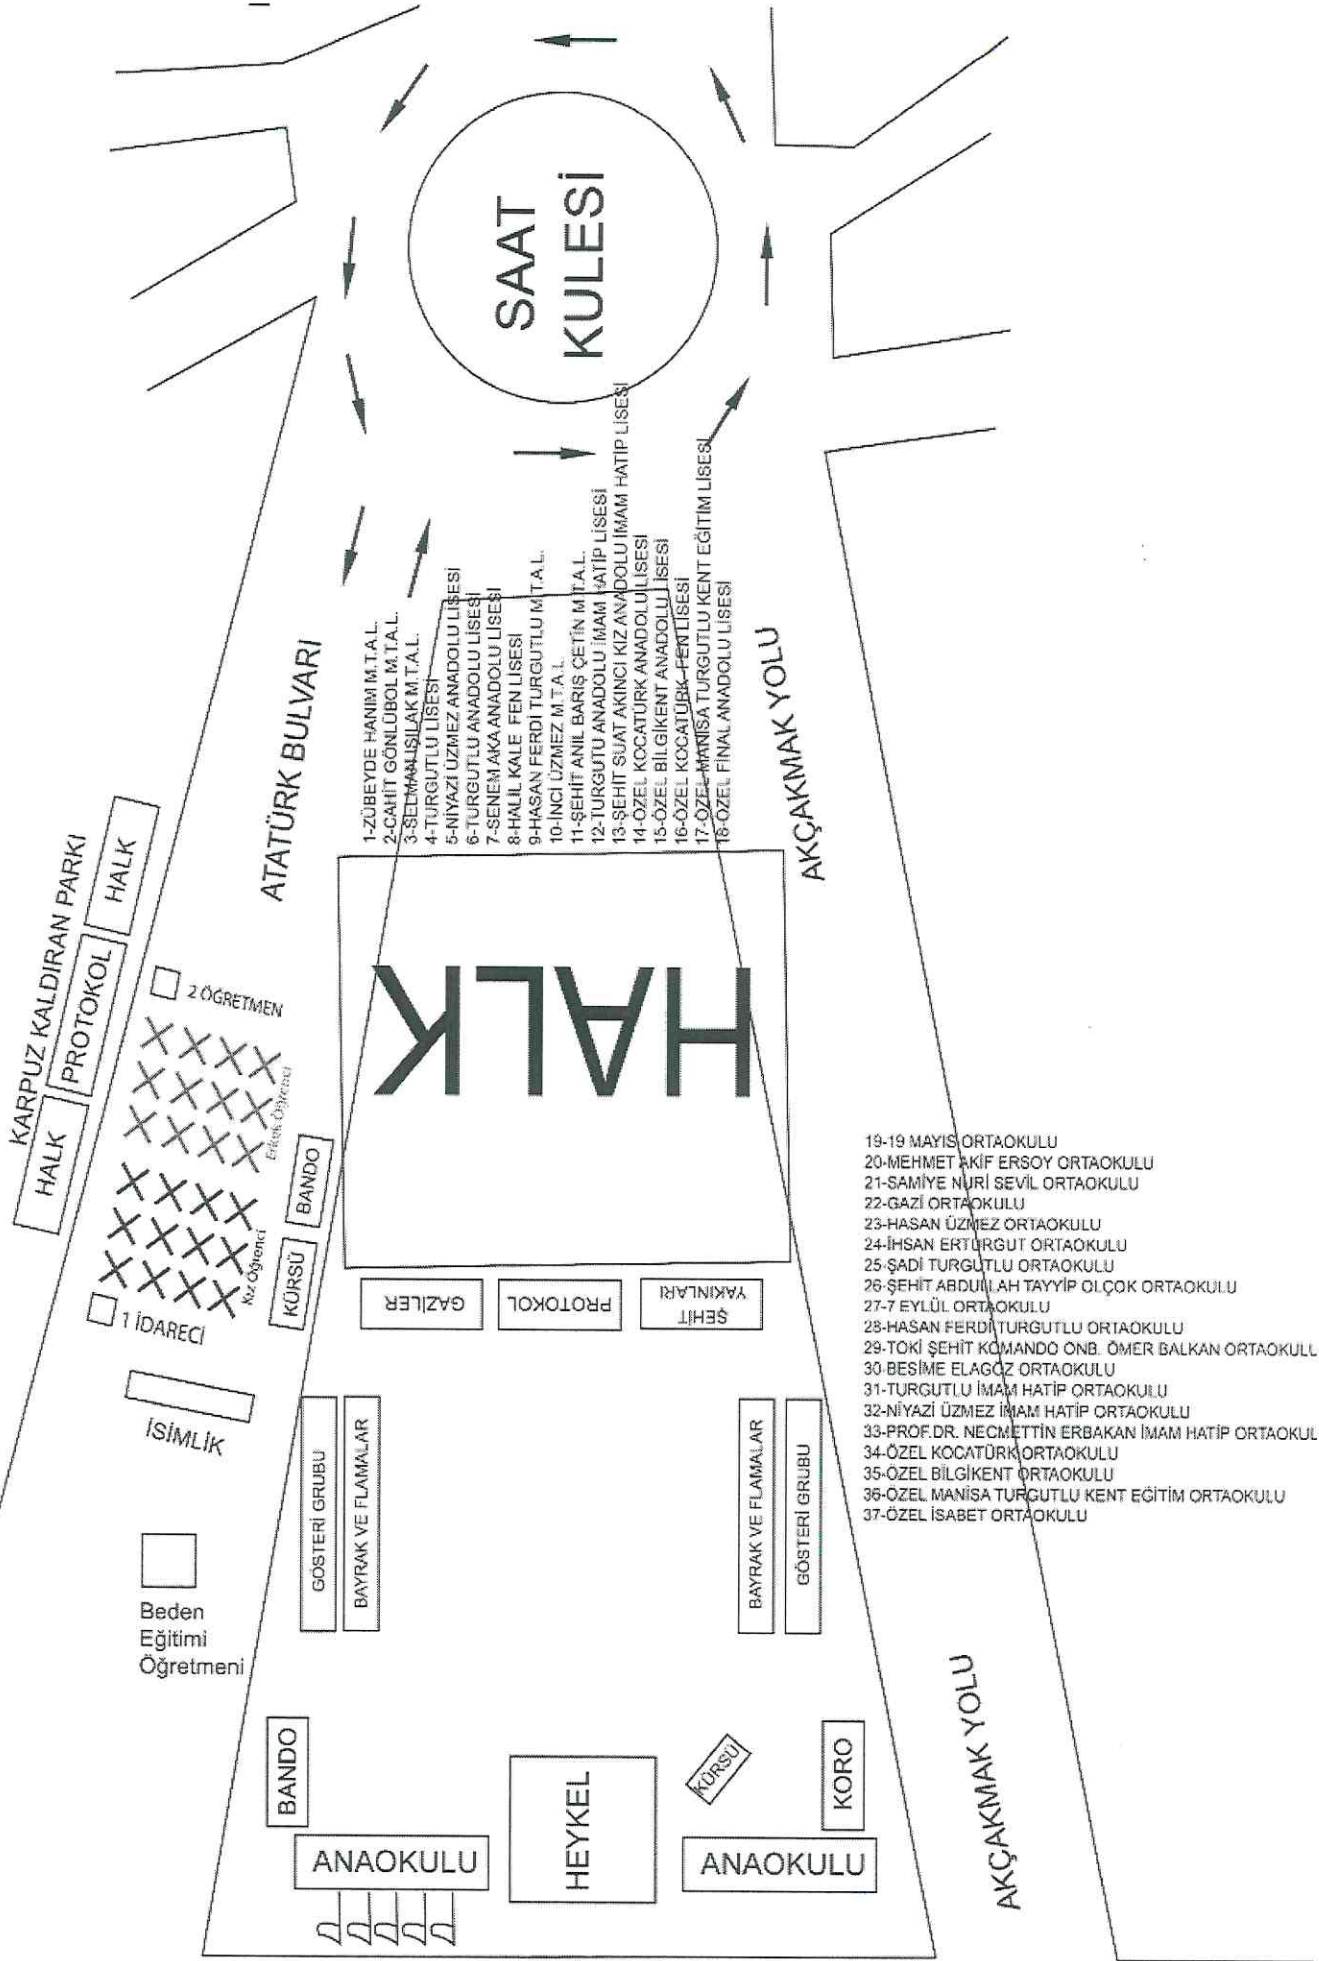 SAAT
KULESİ
ATATÜRK BULVARI
KARPUZ KALDIRAN PARKI
HALK
PROTOKOL
HALK
2 ÖĞRETMEN
Erkek Öğrenci
Kız Öğrenci
1 İDARECİ
BANDO
KÜRSÜ
İSİMLİK
Beden
Eğitimi
Öğretmeni
1-ZÜBEYDE HANIM M.T.A.L.
2-CAHİT GÖNLÜBOL M.T.A.L.
3-SELMAN IŞILAK M.T.A.L.
4-TURGUTLU LİSESİ
5-NİYAZİ ÜZMEZ ANADOLU LİSESİ
6-TURGUTLU ANADOLU LİSESİ
7-SENEM AKA ANADOLU LİSESİ
8-HALİL KALE FEN LİSESİ
9-HASAN FERDİ TURGUTLU M.T.A.L.
10-İNCİ ÜZMEZ M.T.A.L.
11-ŞEHİT ANIL BARIŞ ÇETİN M.T.A.L.
12-TURGUTU ANADOLU İMAM HATİP LİSESİ
13-ŞEHİT SUAT AKINCI KIZ ANADOLU İMAM HATİP LİSESİ
14-ÖZEL KOCATÜRK ANADOLU LİSESİ
15-ÖZEL BİLGİKENT ANADOLU LİSESİ
16-ÖZEL KOCATÜRK FEN LİSESİ
17-ÖZEL MANİSA TURGUTLU KENT EĞİTİM LİSESİ
18-ÖZEL FİNAL ANADOLU LİSESİ
AKÇAKMAK YOLU
HALK
GAZİLER
PROTOKOL
ŞEHİT
YAKINLARI
19-19 MAYIS ORTAOKULU
20-MEHMET AKİF ERSOY ORTAOKULU
21-SAMİYE NURİ SEVİL ORTAOKULU
22-GAZİ ORTAOKULU
23-HASAN ÜZMEZ ORTAOKULU
24-İHSAN ERTURGUT ORTAOKULU
25-ŞADİ TURGUTLU ORTAOKULU
26-ŞEHİT ABDULLAH TAYYİP OLÇOK ORTAOKULU
27-7 EYLÜL ORTAOKULU
28-HASAN FERDİ TURGUTLU ORTAOKULU
29-TOKİ ŞEHİT KOMANDO ONB. ÖMER BALKAN ORTAOKULU
30-BESİME ELAGÖZ ORTAOKULU
31-TURGUTLU İMAM HATİP ORTAOKULU
32-NİYAZİ ÜZMEZ İMAM HATİP ORTAOKULU
33-PROF.DR. NECMETTİN ERBAKAN İMAM HATİP ORTAOKUL
34-ÖZEL KOCATÜRK ORTAOKULU
35-ÖZEL BİLGİKENT ORTAOKULU
36-ÖZEL MANİSA TURGUTLU KENT EĞİTİM ORTAOKULU
37-ÖZEL İSABET ORTAOKULU
GÖSTERİ GRUBU
BAYRAK VE FLAMALAR
BAYRAK VE FLAMALAR
GÖSTERİ GRUBU
BANDO
HEYKEL
KÜRSÜ
KORO
ANAOKULU
ANAOKULU
AKÇAKMAK YOLU